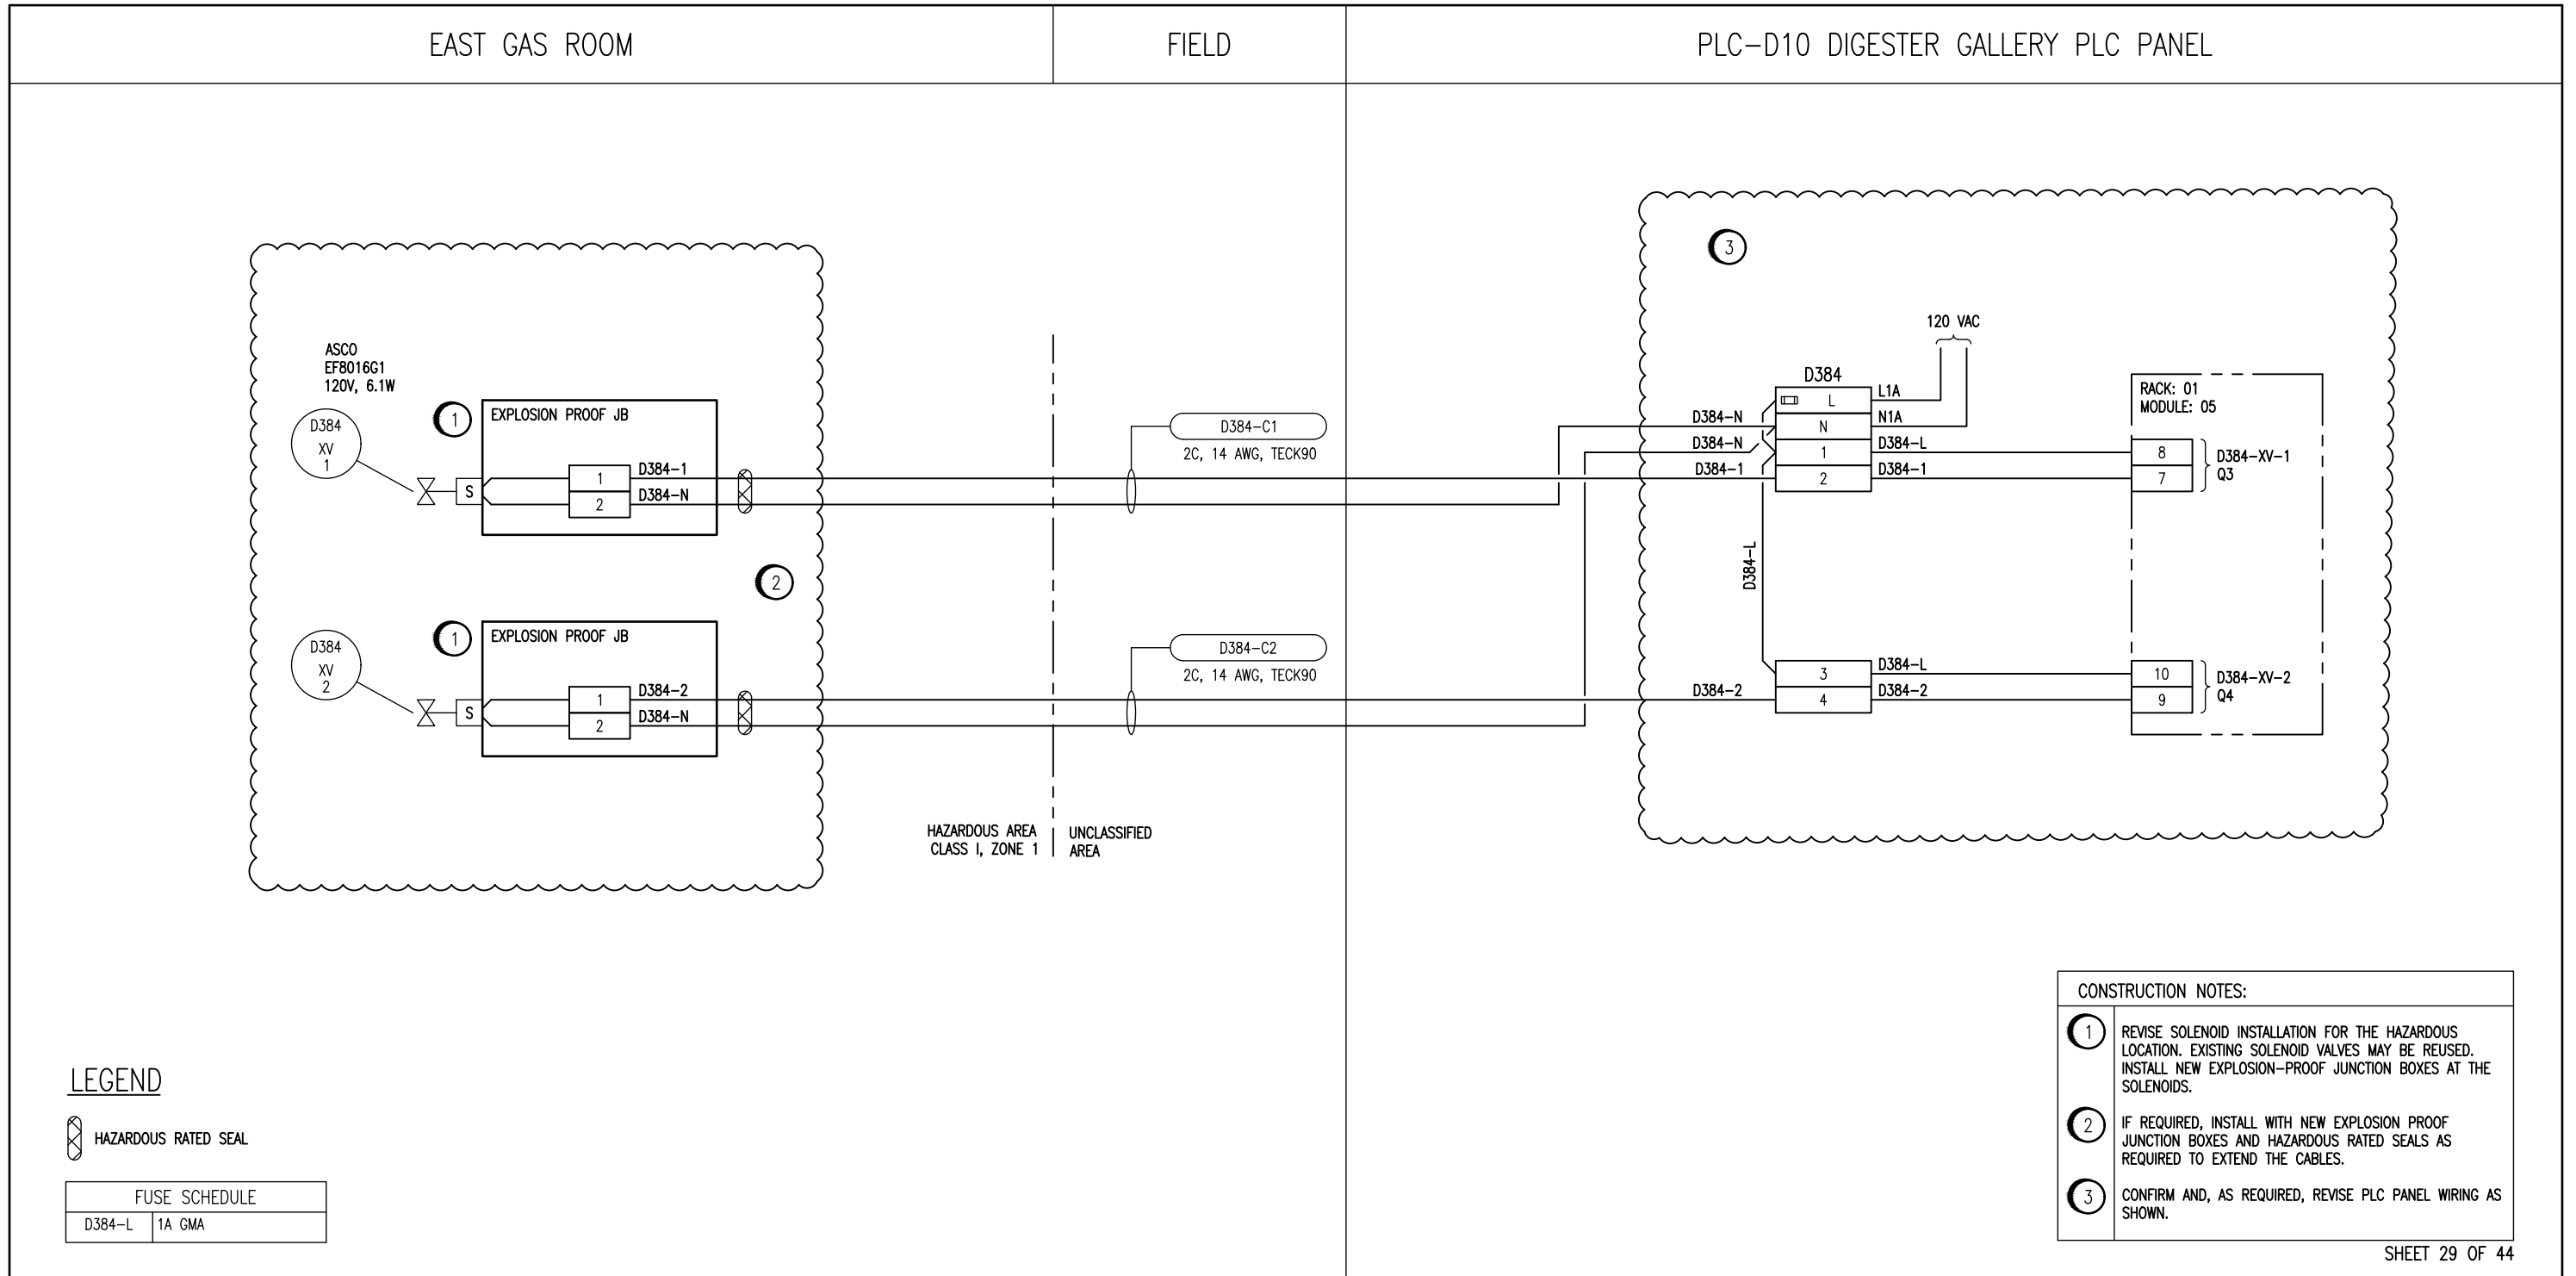 EAST GAS ROOM
FIELD
PLC-D10 DIGESTER GALLERY PLC PANEL
ASCO
EF8016G1
120V, 6.1W
D384
XV
1
1
EXPLOSION PROOF JB
S
1
2
D384-1
D384-N
2
D384
XV
2
1
EXPLOSION PROOF JB
S
1
2
D384-2
D384-N
HAZARDOUS AREA
CLASS I, ZONE 1
UNCLASSIFIED
AREA
D384-C1
2C, 14 AWG, TECK90
D384-C2
2C, 14 AWG, TECK90
3
120 VAC
D384
L
N
1
2
L1A
N1A
D384-L
D384-1
D384-N
D384-N
D384-1
D384-L
D384-2
3
4
D384-L
D384-2
RACK: 01
MODULE: 05
8
7
D384-XV-1
Q3
10
9
D384-XV-2
Q4
LEGEND
HAZARDOUS RATED SEAL
FUSE SCHEDULE
D384-L 1A GMA
CONSTRUCTION NOTES:
1 REVISE SOLENOID INSTALLATION FOR THE HAZARDOUS
LOCATION. EXISTING SOLENOID VALVES MAY BE REUSED.
INSTALL NEW EXPLOSION-PROOF JUNCTION BOXES AT THE
SOLENOIDS.
2 IF REQUIRED, INSTALL WITH NEW EXPLOSION PROOF
JUNCTION BOXES AND HAZARDOUS RATED SEALS AS
REQUIRED TO EXTEND THE CABLES.
3 CONFIRM AND, AS REQUIRED, REVISE PLC PANEL WIRING AS
SHOWN.
SHEET 29 OF 44